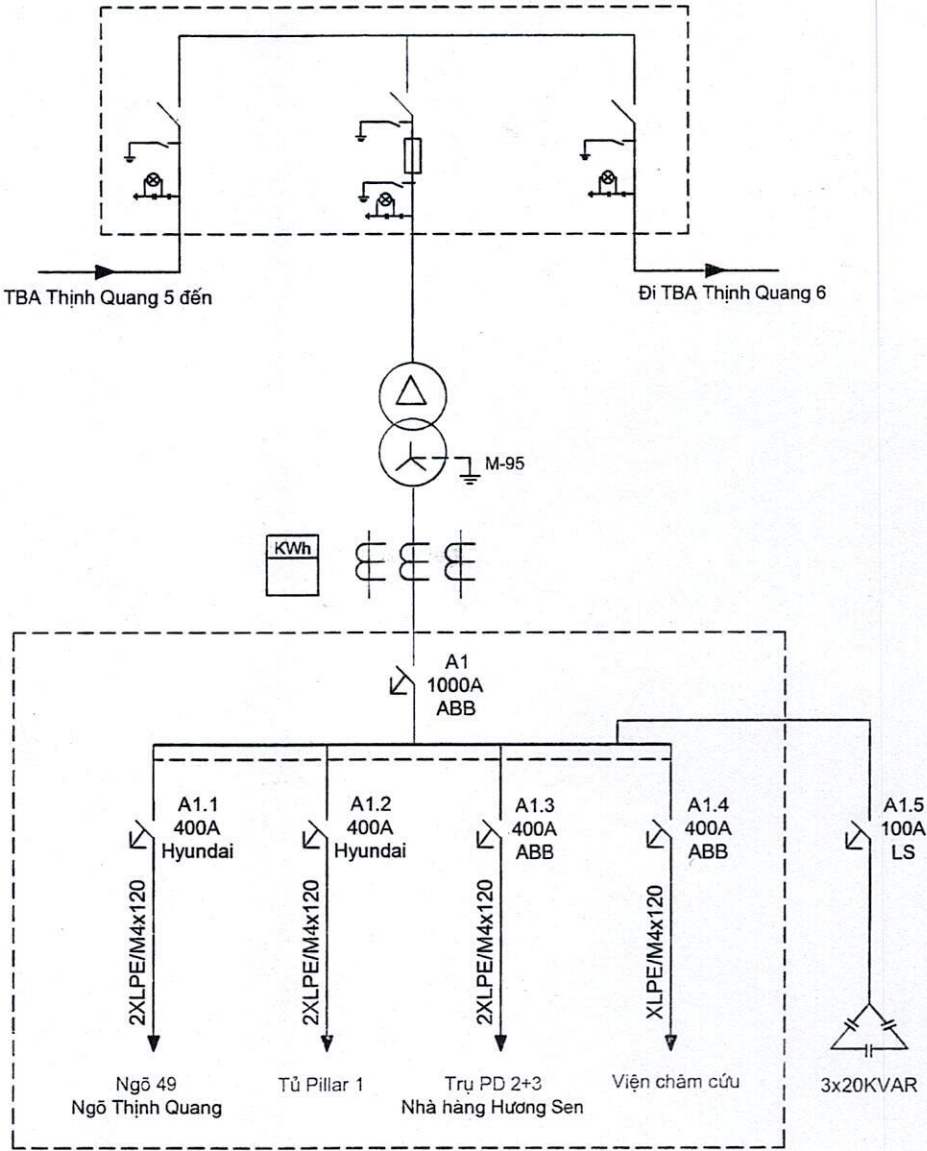 TBA Thịnh Quang 5 đến
Đi TBA Thịnh Quang 6
M-95
KWh
A1
1000A
ABB
A1.1
400A
Hyundai
A1.2
400A
Hyundai
A1.3
400A
ABB
A1.4
400A
ABB
A1.5
100A
LS
2XLPE/M4x120
2XLPE/M4x120
2XLPE/M4x120
XLPE/M4x120
Ngõ 49
Ngõ Thịnh Quang
Tủ Pillar 1
Trụ PD 2+3
Nhà hàng Hương Sen
Viện châm cứu
3x20KVAR